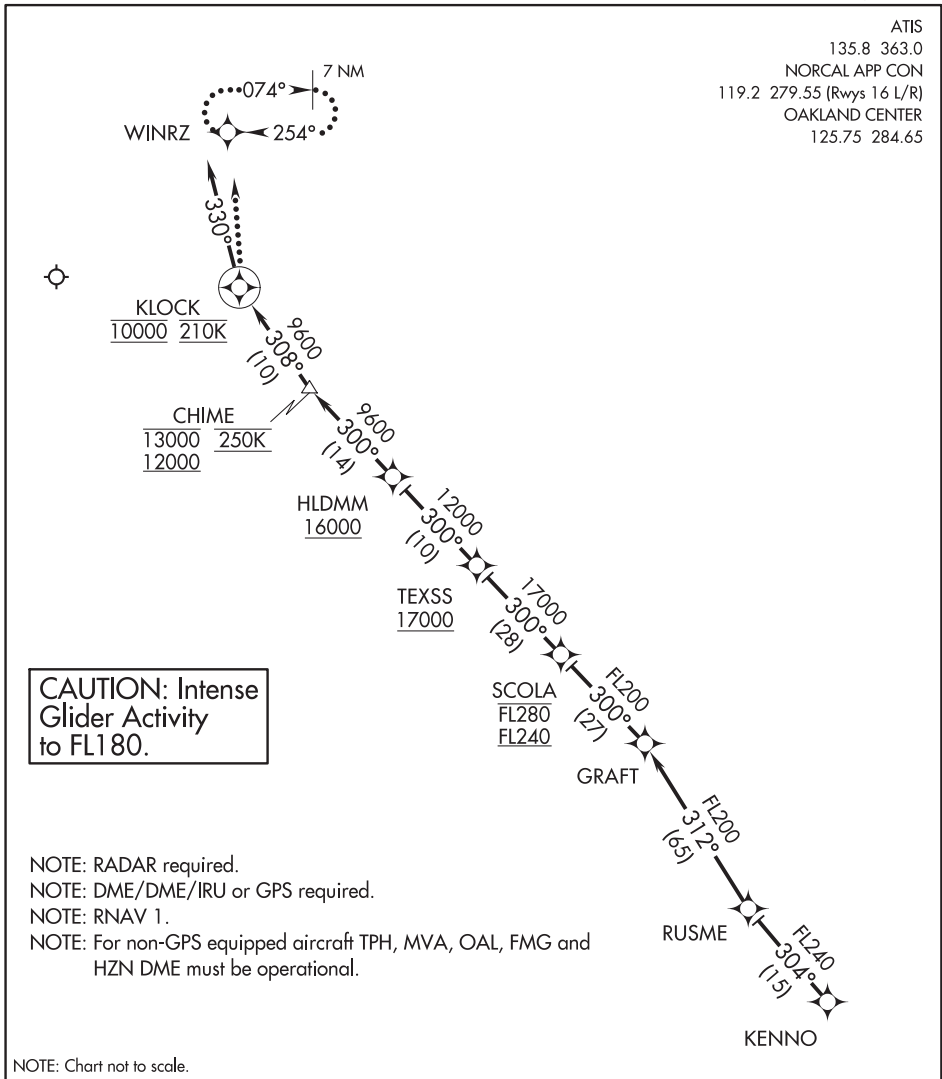 ATIS
135.8 363.0
NORCAL APP CON
119.2 279.55 (Rwys 16 L/R)
OAKLAND CENTER
125.75 284.65
7 NM
074°
WINRZ
254°
330°
KLOCK
10000 210K
9600
308°
(10)
CHIME
13000 250K
12000
9600
300°
(14)
HLDMM
16000
12000
300°
(10)
TEXSS
17000
17000
300°
(28)
SCOLA
FL280
FL240
FL200
300°
(27)
GRAFT
FL200
312°
(65)
RUSME
FL240
304°
(15)
KENNO
CAUTION: Intense
Glider Activity
to FL180.
NOTE: RADAR required.
NOTE: DME/DME/IRU or GPS required.
NOTE: RNAV 1.
NOTE: For non-GPS equipped aircraft TPH, MVA, OAL, FMG and
HZN DME must be operational.
NOTE: Chart not to scale.